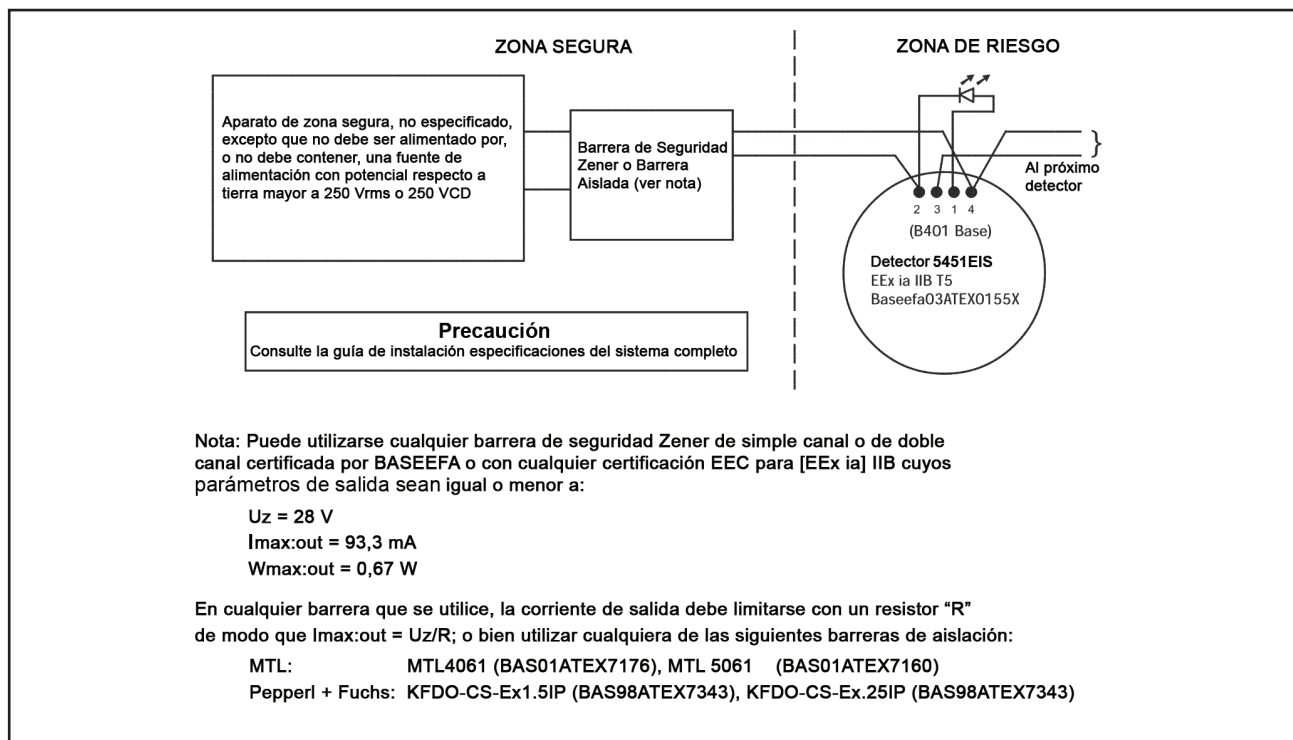 ZONA SEGURA
ZONA DE RIESGO
Aparato de zona segura, no especificado,
excepto que no debe ser alimentado por,
o no debe contener, una fuente de
alimentación con potencial respecto a
tierra mayor a 250 Vrms o 250 VCD
Barrera de Seguridad
Zener o Barrera
Aislada (ver nota)
}
Al próximo
detector
2 3 1 4
(B401 Base)
Detector 5451EIS
EEx ia IIB T5
Baseefa03ATEX0155X
Precaución
Consulte la guía de instalación especificaciones del sistema completo
Nota: Puede utilizarse cualquier barrera de seguridad Zener de simple canal o de doble
canal certificada por BASEEFA o con cualquier certificación EEC para [EEx ia] IIB cuyos
parámetros de salida sean igual o menor a:
Uz = 28 V
Imax:out = 93,3 mA
Wmax:out = 0,67 W
En cualquier barrera que se utilice, la corriente de salida debe limitarse con un resistor “R”
de modo que Imax:out = Uz/R; o bien utilizar cualquiera de las siguientes barreras de aislación:
MTL: MTL4061 (BAS01ATEX7176), MTL 5061 (BAS01ATEX7160)
Pepperl + Fuchs: KFDO-CS-Ex1.5IP (BAS98ATEX7343), KFDO-CS-Ex.25IP (BAS98ATEX7343)